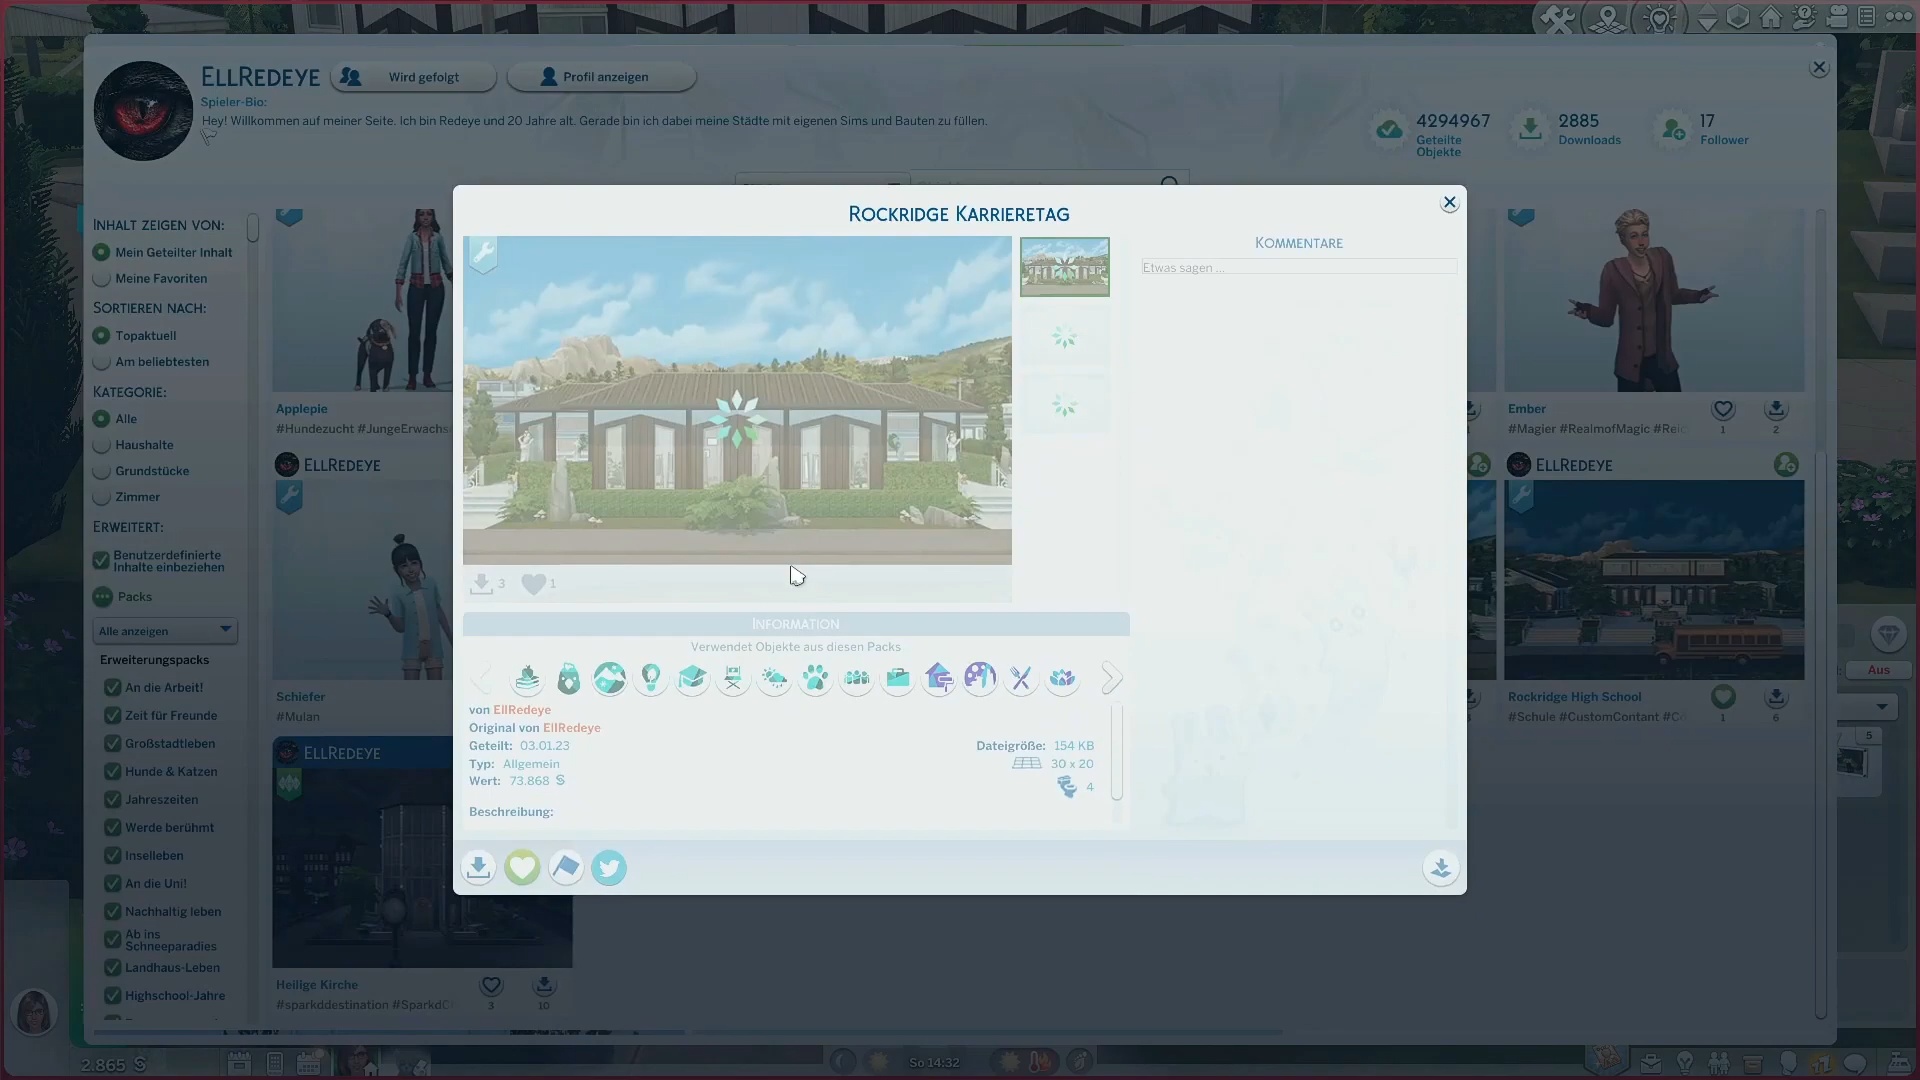 EllRedeye
Wird gefolgt
Profil anzeigen
Spieler-Bio:
Hey! Willkommen auf meiner Seite. Ich bin Redeye und 20 Jahre alt. Gerade bin ich dabei meine Städte mit eigenen Sims und Bauten zu füllen.
4294967
Geteilte
Objekte
2885
Downloads
17
Follower
Inhalt zeigen von:
Mein Geteilter Inhalt
Meine Favoriten
Sortieren nach:
Topaktuell
Am beliebtesten
Kategorie:
Alle
Haushalte
Grundstücke
Zimmer
Erweitert:
Benutzerdefinierte
Inhalte einbeziehen
Packs
Alle anzeigen
Erweiterungspacks
An die Arbeit!
Zeit für Freunde
Großstadtleben
Hunde & Katzen
Jahreszeiten
Werde berühmt
Inselleben
An die Uni!
Nachhaltig leben
Ab ins
Schneeparadies
Landhaus-Leben
Highschool-Jahre
Applepie
#Hundezucht #JungeErwachs
EllRedeye
Schiefer
#Mulan
EllRedeye
Heilige Kirche
#sparkddestination #SparkdC
3
10
Rockridge Karrieretag
3
1
Information
Verwendet Objekte aus diesen Packs
von EllRedeye
Original von EllRedeye
Geteilt: 03.01.23
Typ: Allgemein
Wert: 73.868 §
Dateigröße: 154 KB
30 x 20
4
Beschreibung:
Kommentare
Etwas sagen ...
Ember
#Magier #RealmofMagic #Reic
1
2
EllRedeye
Rockridge High School
#Schule #CustomContant #C
1
6
Aus
5
2.865 §
So 14:32